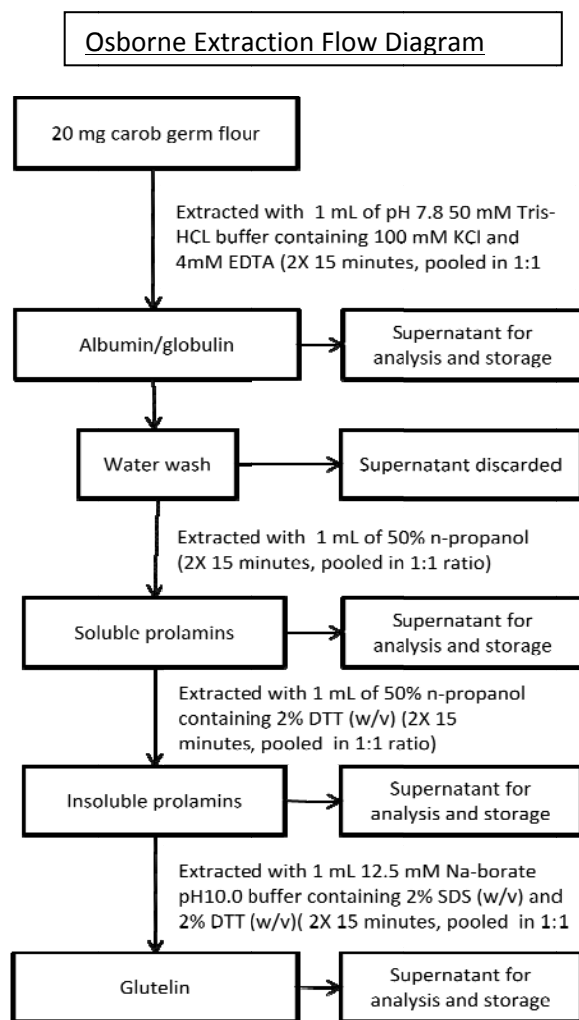 Osborne Extraction Flow Diagram
20 mg carob germ flour
Extracted with 1 mL of pH 7.8 50 mM Tris-
HCL buffer containing 100 mM KCl and
4mM EDTA (2X 15 minutes, pooled in 1:1
Albumin/globulin
Supernatant for
analysis and storage
Water wash
Supernatant discarded
Extracted with 1 mL of 50% n-propanol
(2X 15 minutes, pooled in 1:1 ratio)
Soluble prolamins
Supernatant for
analysis and storage
Extracted with 1 mL of 50% n-propanol
containing 2% DTT (w/v) (2X 15
minutes, pooled in 1:1 ratio)
Insoluble prolamins
Supernatant for
analysis and storage
Extracted with 1 mL 12.5 mM Na-borate
pH10.0 buffer containing 2% SDS (w/v) and
2% DTT (w/v)( 2X 15 minutes, pooled in 1:1
Glutelin
Supernatant for
analysis and storage